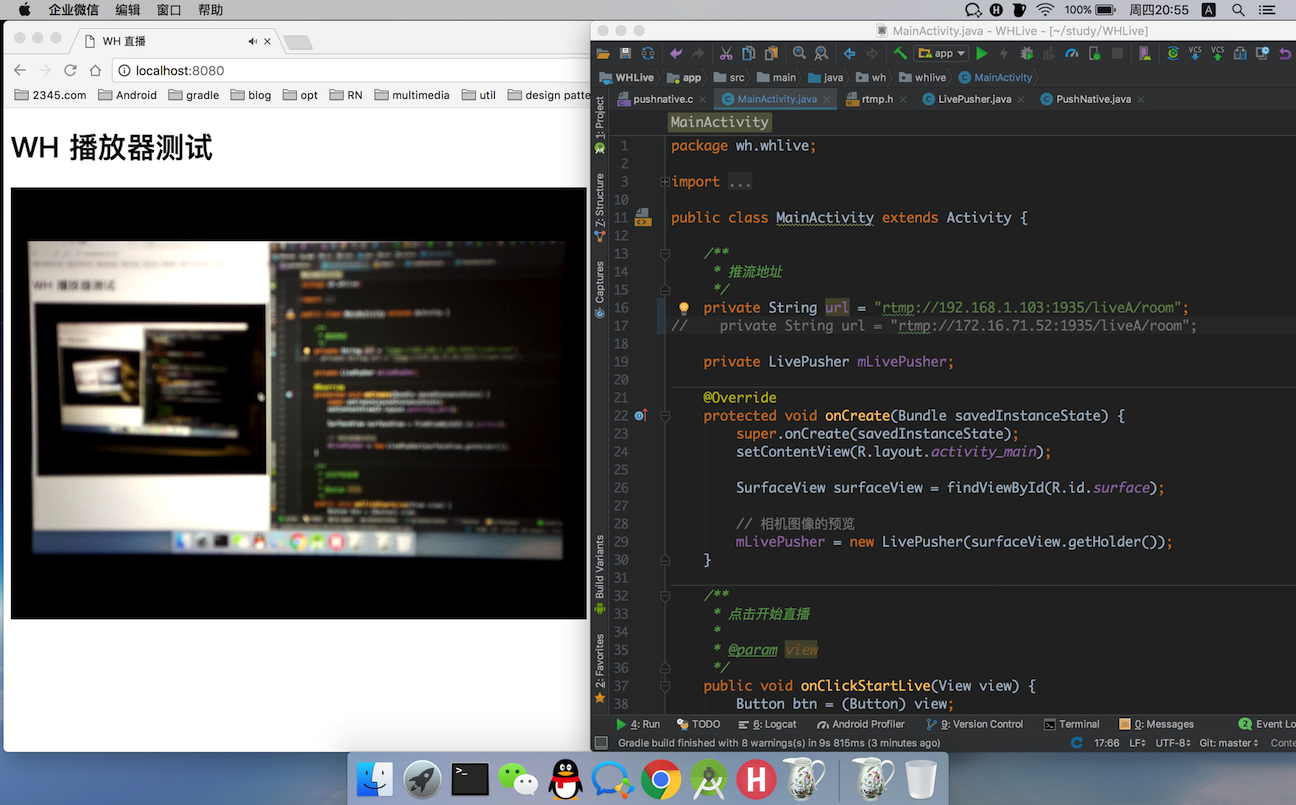 企业微信 编辑 窗口 帮助 100% 周四20:55 A
WH 直播
localhost:8080
2345.com Android gradle blog opt RN multimedia util design patte
WH 播放器测试
MainActivity.java - WHLive - [~/study/WHLive]
app VCS VCS
WHLive app src main java wh whlive MainActivity
pushnative.c MainActivity.java rtmp.h LivePusher.java PushNative.java
1: Project
Z: Structure
Captures
Build Variants
2: Favorites
MainActivity
1 package wh.whlive;
2
3 import ...
10
11 public class MainActivity extends Activity {
12
13 /**
14 * 推流地址
15 */
16 private String url = "rtmp://192.168.1.103:1935/liveA/room";
17 // private String url = "rtmp://172.16.71.52:1935/liveA/room";
18
19 private LivePusher mLivePusher;
20
21 @Override
22 protected void onCreate(Bundle savedInstanceState) {
23 super.onCreate(savedInstanceState);
24 setContentView(R.layout.activity_main);
25
26 SurfaceView surfaceView = findViewById(R.id.surface);
27
28 // 相机图像的预览
29 mLivePusher = new LivePusher(surfaceView.getHolder());
30 }
31
32 /**
33 * 点击开始直播
34 *
35 * @param view
36 */
37 public void onClickStartLive(View view) {
38 Button btn = (Button) view;
4: Run TODO 6: Logcat Android Profiler 9: Version Control Terminal 0: Messages 2 Event Lo
Gradle build finished with 8 warnings(s) in 9s 815ms (3 minutes ago) 17:66 LF UTF-8 Git: master Conte